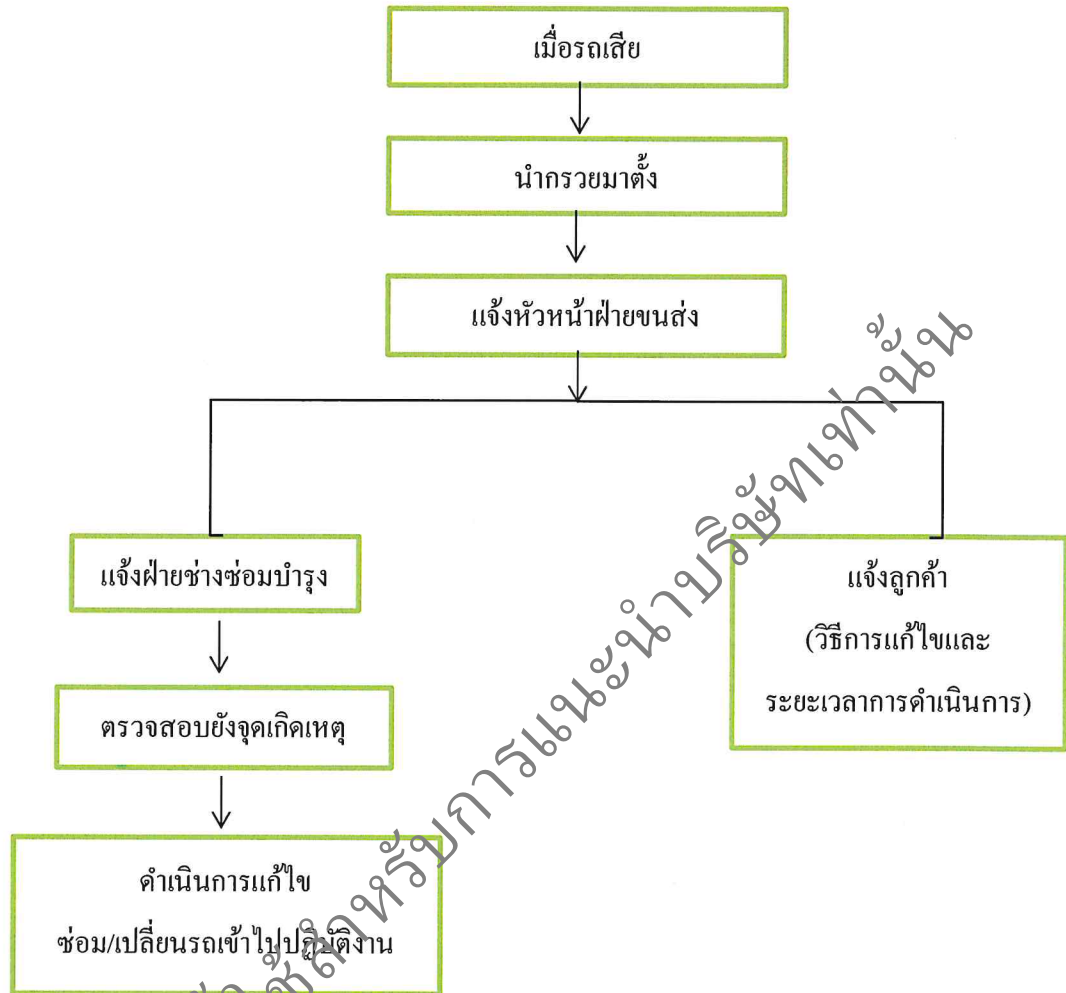 เมื่อรถเสีย
นำกรวยมาตั้ง
แจ้งหัวหน้าฝ่ายขนส่ง
แจ้งฝ่ายช่างซ่อมบำรุง
ตรวจสอบยังจุดเกิดเหตุ
ดำเนินการแก้ไข
ซ่อม/เปลี่ยนรถเข้าไปปฏิบัติงาน
แจ้งลูกค้า
(วิธีการแก้ไขและ
ระยะเวลาการดำเนินการ)
ใช้สำหรับการแนะนำบริษัทเท่านั้น